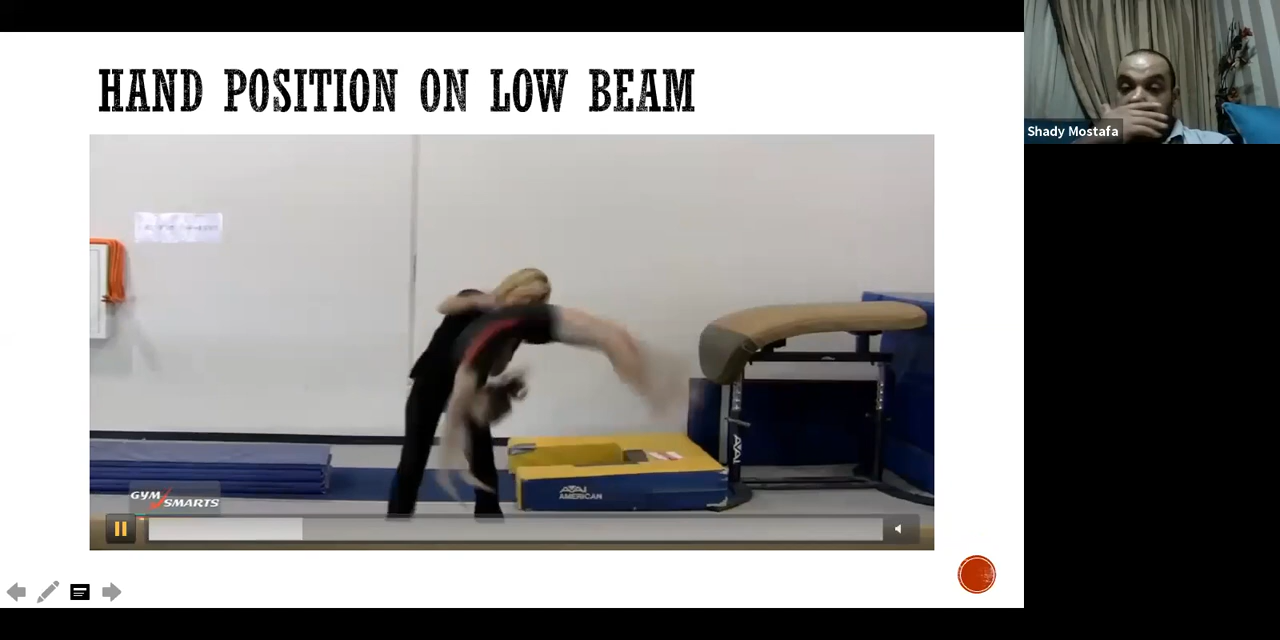 HAND POSITION ON LOW BEAM
Shady Mostafa
GYM SMARTS
AAI
AMERICAN
AAI